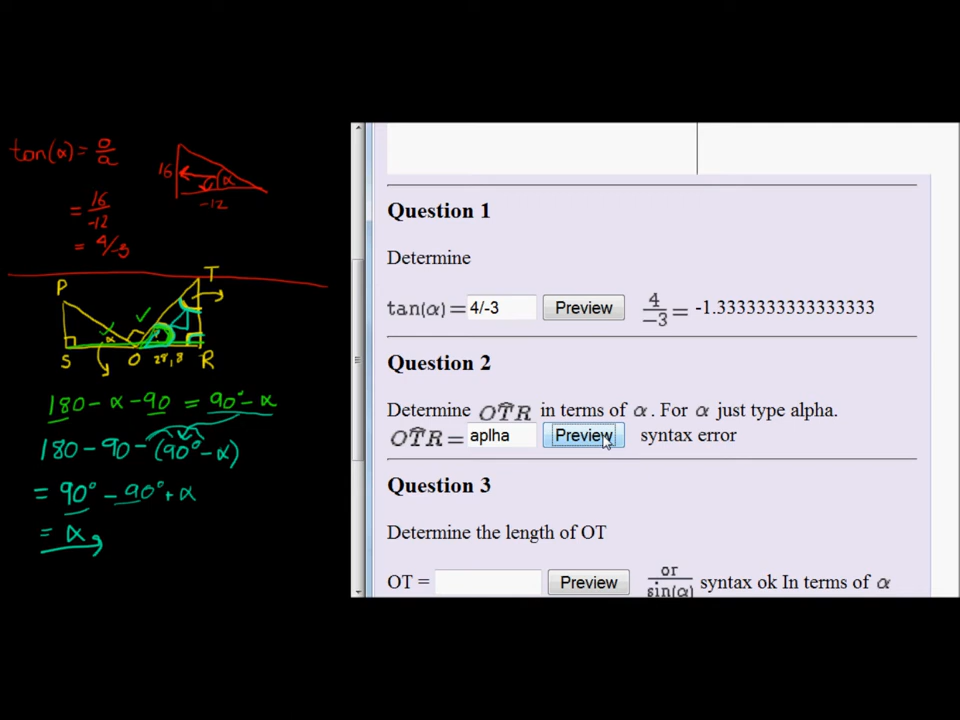 tan(α) = o/a
= 16/-12
= 4/-3
16
α
-12
P
T
S
α
O
28,8
R
180 - α - 90 = 90° - α
180 - 90 - (90° - α)
= 90° - 90° + α
= α
Question 1
Determine
tan(α) = 4/-3 Preview 4/-3 = -1.3333333333333333
Question 2
Determine OT̂R in terms of α. For α just type alpha.
OT̂R = aplha Preview syntax error
Question 3
Determine the length of OT
OT = Preview or/sin(α) syntax ok In terms of α